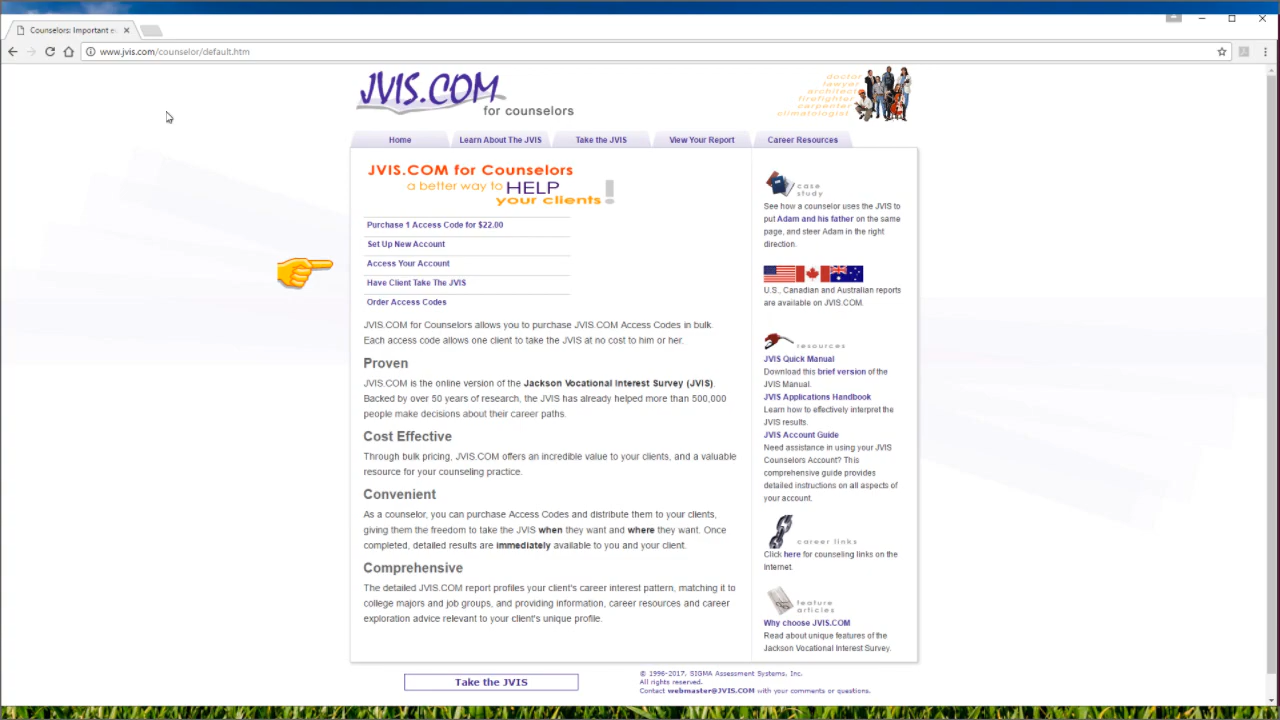 Counselors: Important e
www.jvis.com/counselor/default.htm
JVIS.COM
for counselors
doctor
lawyer
architect
firefighter
carpenter
climatologist
Home
Learn About The JVIS
Take the JVIS
View Your Report
Career Resources
JVIS.COM for Counselors
a better way to HELP
your clients!
Purchase 1 Access Code for $22.00
Set Up New Account
Access Your Account
Have Client Take The JVIS
Order Access Codes
JVIS.COM for Counselors allows you to purchase JVIS.COM Access Codes in bulk.
Each access code allows one client to take the JVIS at no cost to him or her.
Proven
JVIS.COM is the online version of the Jackson Vocational Interest Survey (JVIS).
Backed by over 50 years of research, the JVIS has already helped more than 500,000
people make decisions about their career paths.
Cost Effective
Through bulk pricing, JVIS.COM offers an incredible value to your clients, and a valuable
resource for your counseling practice.
Convenient
As a counselor, you can purchase Access Codes and distribute them to your clients,
giving them the freedom to take the JVIS when they want and where they want. Once
completed, detailed results are immediately available to you and your client.
Comprehensive
The detailed JVIS.COM report profiles your client's career interest pattern, matching it to
college majors and job groups, and providing information, career resources and career
exploration advice relevant to your client's unique profile.
case
study
See how a counselor uses the JVIS to
put Adam and his father on the same
page, and steer Adam in the right
direction.
U.S., Canadian and Australian reports
are available on JVIS.COM.
resources
JVIS Quick Manual
Download this brief version of the
JVIS Manual.
JVIS Applications Handbook
Learn how to effectively interpret the
JVIS results.
JVIS Account Guide
Need assistance in using your JVIS
Counselors Account? This
comprehensive guide provides
detailed instructions on all aspects of
your account.
career links
Click here for counseling links on the
Internet.
feature
articles
Why choose JVIS.COM
Read about unique features of the
Jackson Vocational Interest Survey.
Take the JVIS
© 1996-2017, SIGMA Assessment Systems, Inc.
All rights reserved.
Contact webmaster@JVIS.COM with your comments or questions.